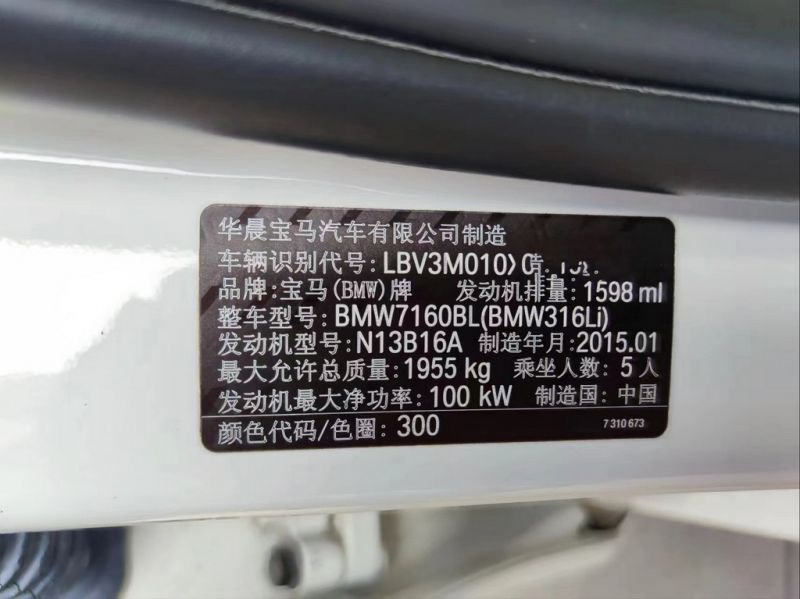 华晨宝马汽车有限公司制造
车辆识别代号: LBV3M010
品牌:宝马(BMW)牌 发动机排量:1598 ml
整车型号:BMW7160BL(BMW316Li)
发动机型号:N13B16A 制造年月:2015.01
最大允许总质量:1955 kg 乘坐人数: 5 人
发动机最大净功率: 100 kW 制造国: 中国
颜色代码/色圈: 300 7 310 673